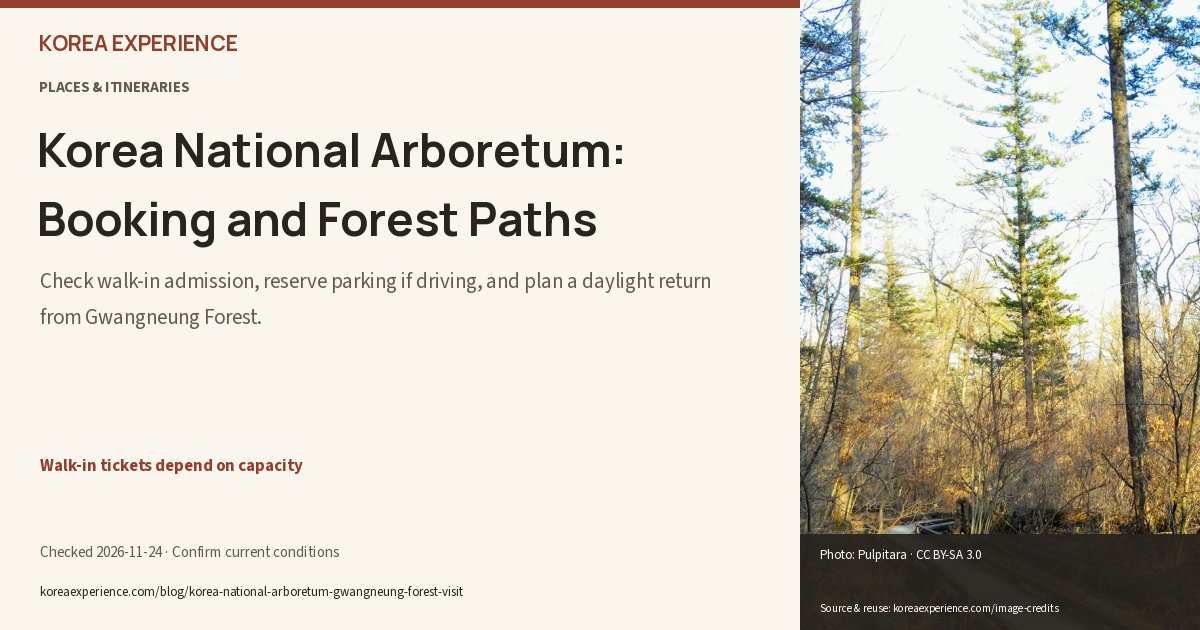 KOREA EXPERIENCE
PLACES & ITINERARIES
Korea National Arboretum:
Booking and Forest Paths
Check walk-in admission, reserve parking if driving, and plan a daylight return
from Gwangneung Forest.
Walk-in tickets depend on capacity
Checked 2026-11-24 · Confirm current conditions
koreaexperience.com/blog/korea-national-arboretum-gwangneung-forest-visit
Photo: Pulpitara · CC BY-SA 3.0
Source & reuse: koreaexperience.com/image-credits